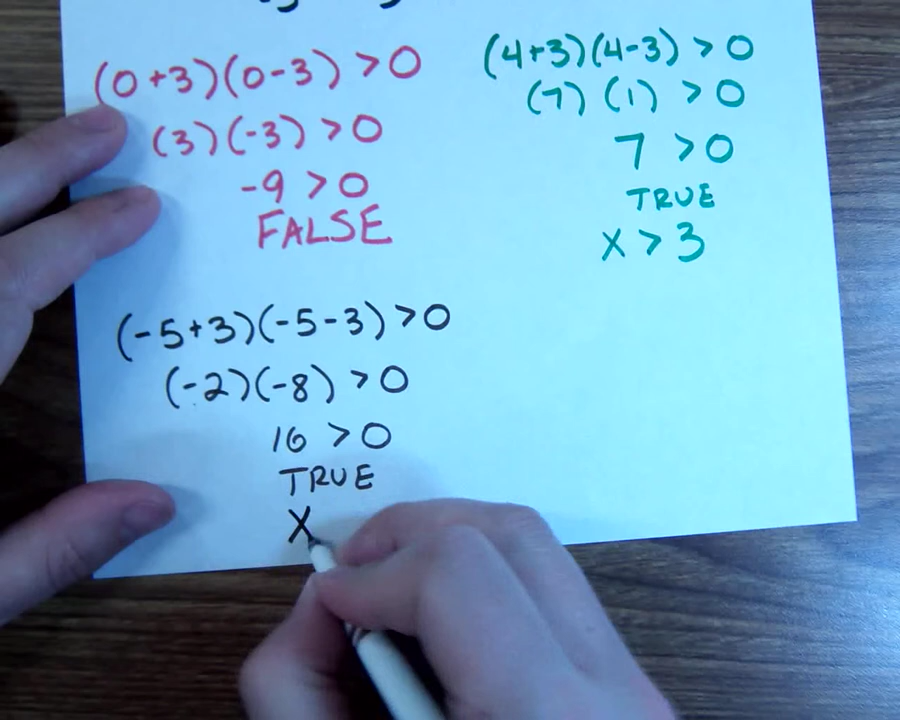 (0+3)(0-3) >0
(3)(-3) >0
-9 >0
FALSE
(4+3)(4-3) >0
(7) (1) >0
7 >0
TRUE
x > 3
(-5+3)(-5-3)>0
(-2)(-8) >0
16 >0
TRUE
X